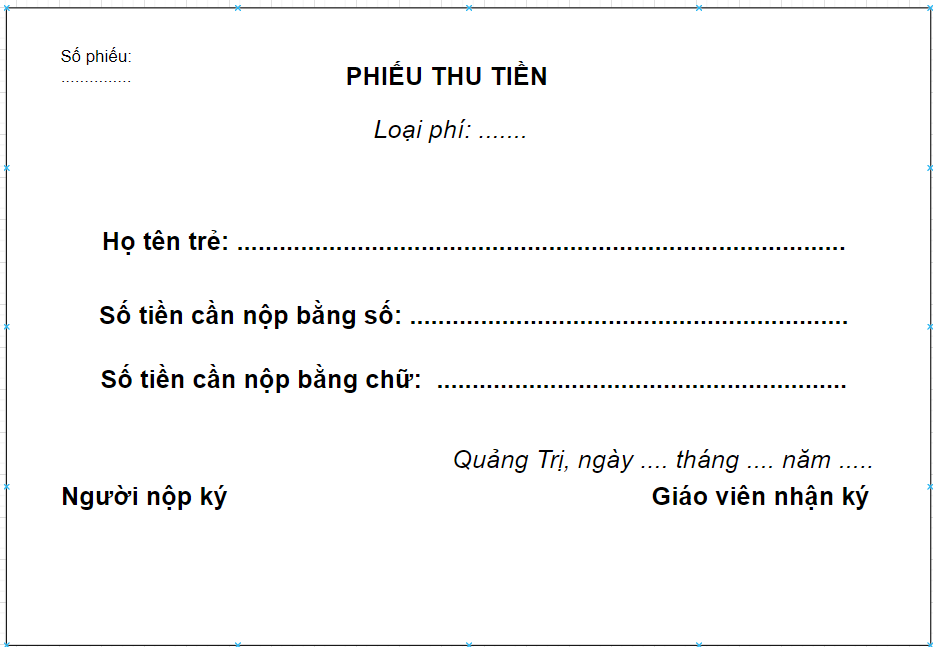 Số phiếu:
...............
PHIẾU THU TIỀN
Loại phí: .......
Họ tên trẻ: ......................................................................................
Số tiền cần nộp bằng số: ..............................................................
Số tiền cần nộp bằng chữ: ..........................................................
Quảng Trị, ngày .... tháng .... năm .....
Người nộp ký
Giáo viên nhận ký